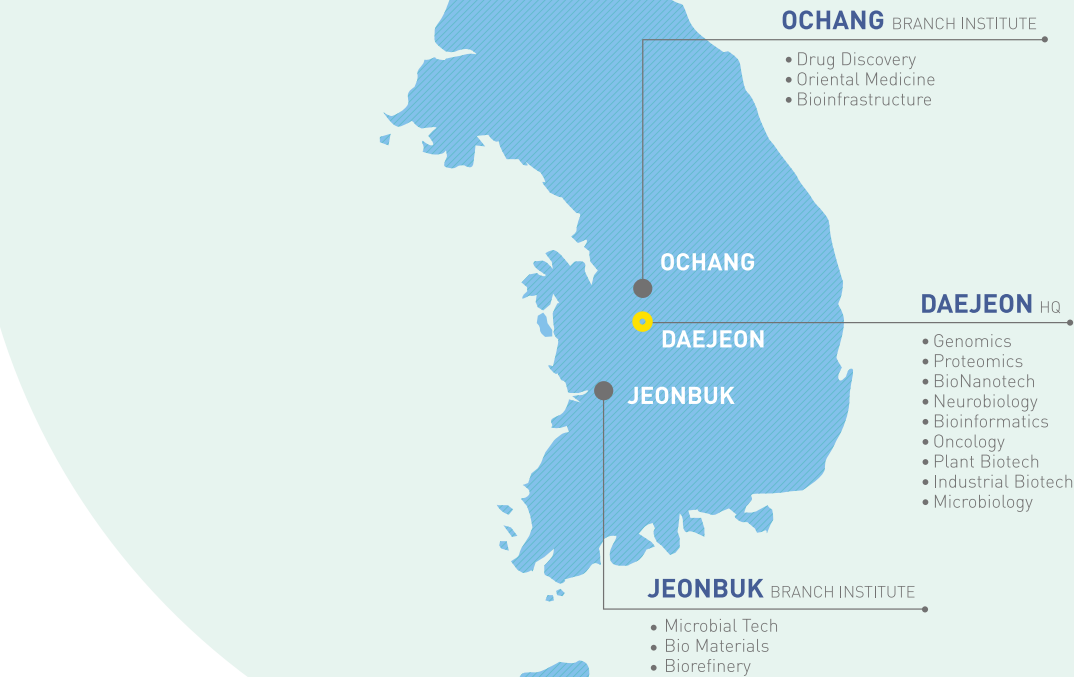 OCHANG BRANCH INSTITUTE
• Drug Discovery
• Oriental Medicine
• Bioinfrastructure
OCHANG
DAEJEON HQ
DAEJEON
• Genomics
• Proteomics
• BioNanotech
• Neurobiology
• Bioinformatics
• Oncology
• Plant Biotech
• Industrial Biotech
• Microbiology
JEONBUK
JEONBUK BRANCH INSTITUTE
• Microbial Tech
• Bio Materials
• Biorefinery